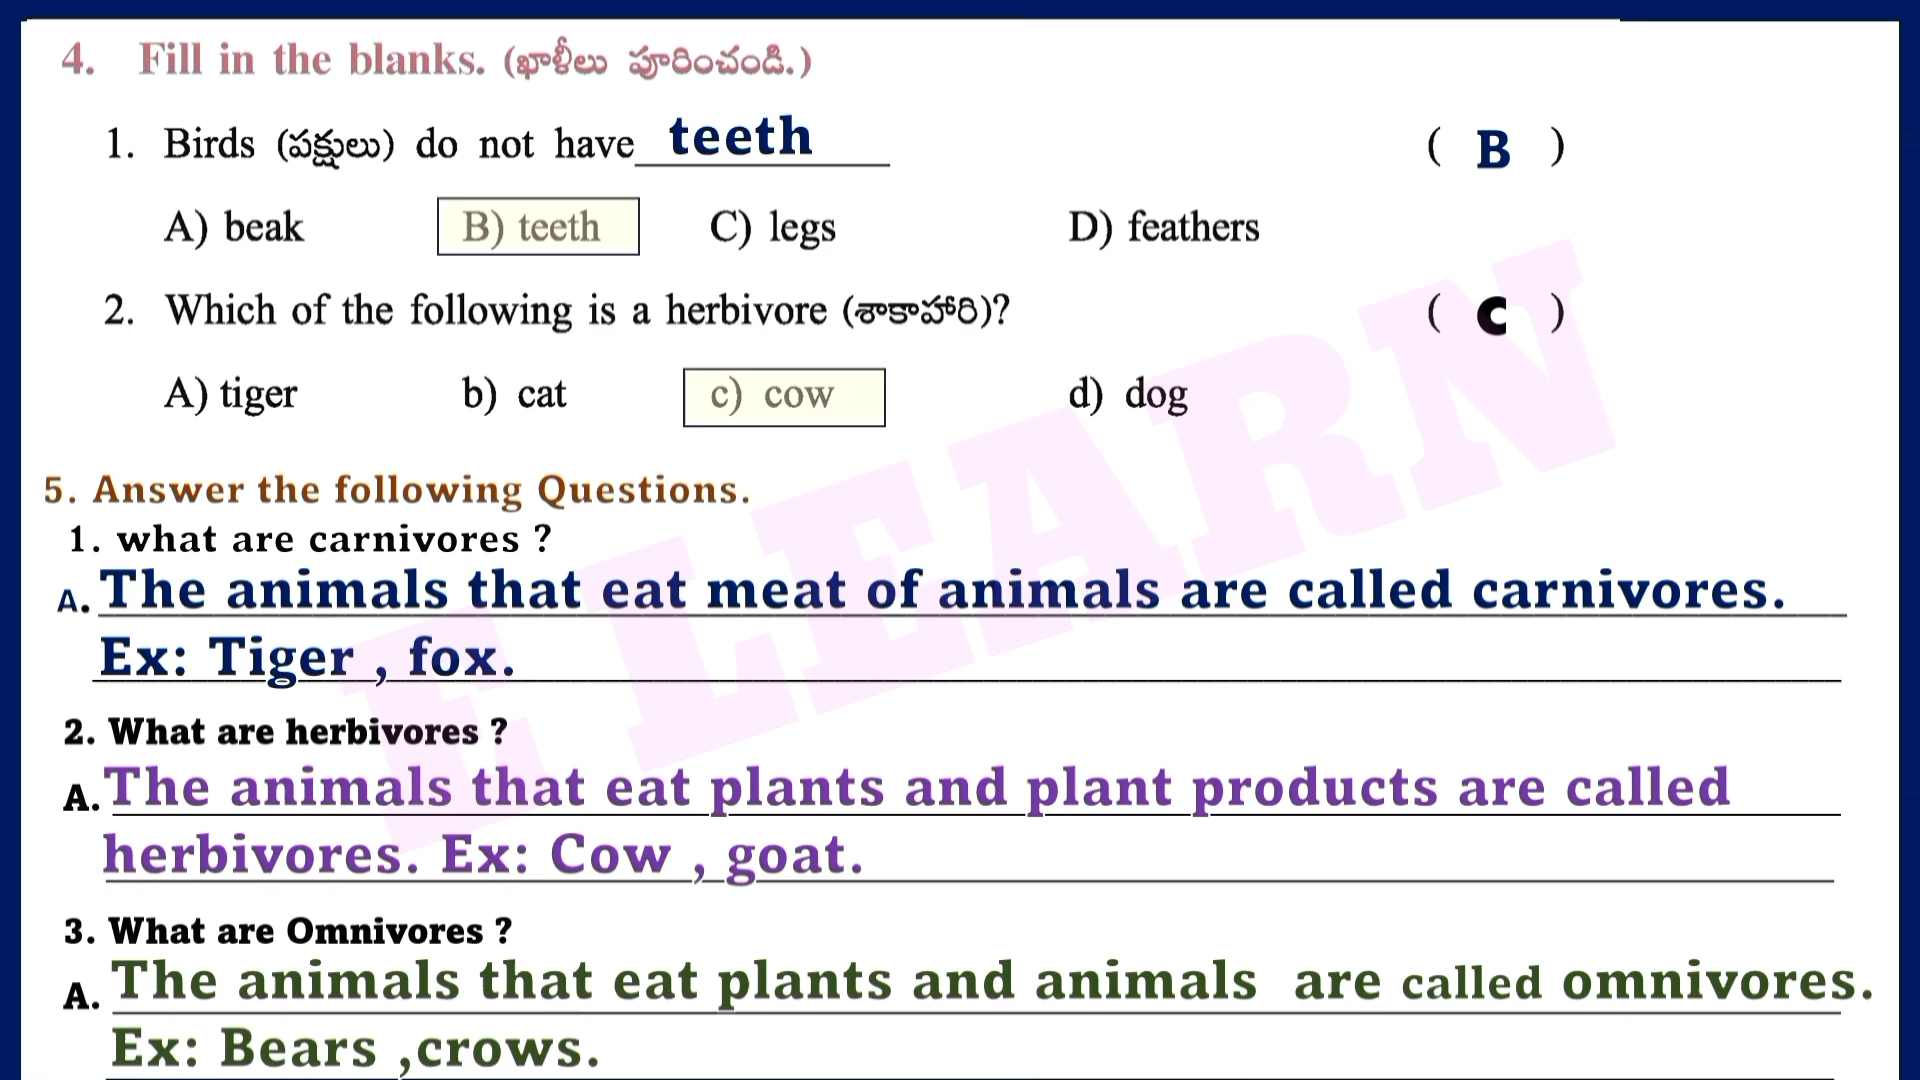 4. Fill in the blanks. (ఖాళీలు పూరించండి.)
1. Birds (పక్షులు) do not have teeth ( B )
A) beak B) teeth C) legs D) feathers
2. Which of the following is a herbivore (శాకాహారి)? ( C )
A) tiger b) cat c) cow d) dog
5. Answer the following Questions.
1. what are carnivores ?
A. The animals that eat meat of animals are called carnivores.
Ex: Tiger , fox.
2. What are herbivores ?
A. The animals that eat plants and plant products are called
herbivores. Ex: Cow , goat.
3. What are Omnivores ?
A. The animals that eat plants and animals are called omnivores.
Ex: Bears ,crows.
E LEARN